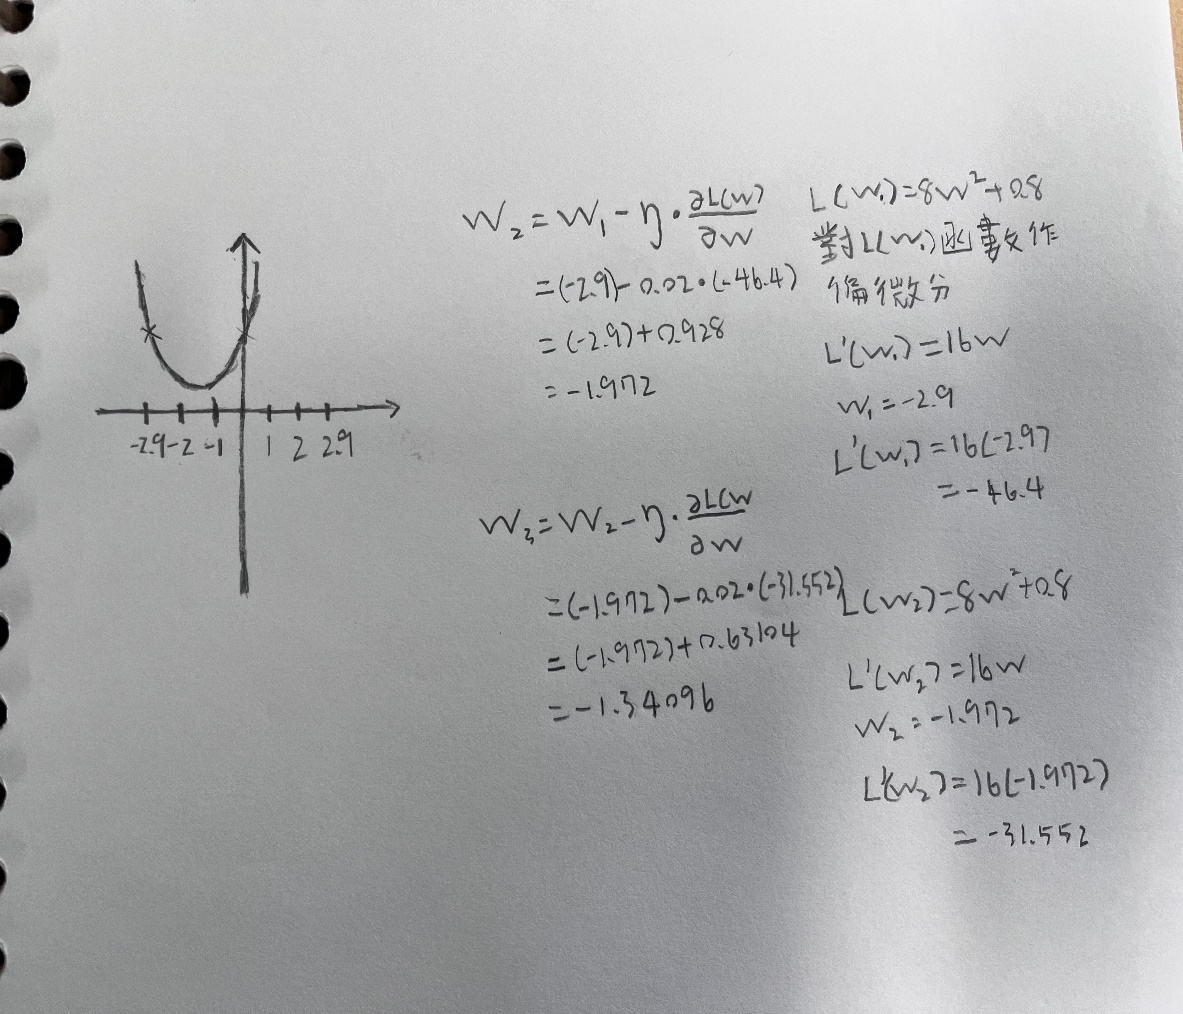 -2.9 -2 -1 1 2 2.9
W₂ = W₁ - η · ∂L(W)/∂W
= (-2.9) - 0.02 · (-46.4)
= (-2.9) + 0.928
= -1.972
L(W₁) = 8W² + 0.8
對L(W₁)函數作
偏微分
L'(W₁) = 16W
W₁ = -2.9
L'(W₁) = 16(-2.9)
= -46.4
W₃ = W₂ - η · ∂L(W/∂W
= (-1.972) - 0.02 · (-31.552)
= (-1.972) + 0.63104
= -1.34096
L(W₂) = 8W² + 0.8
L'(W₂) = 16W
W₂ = -1.972
L'(W₂) = 16(-1.972)
= -31.552